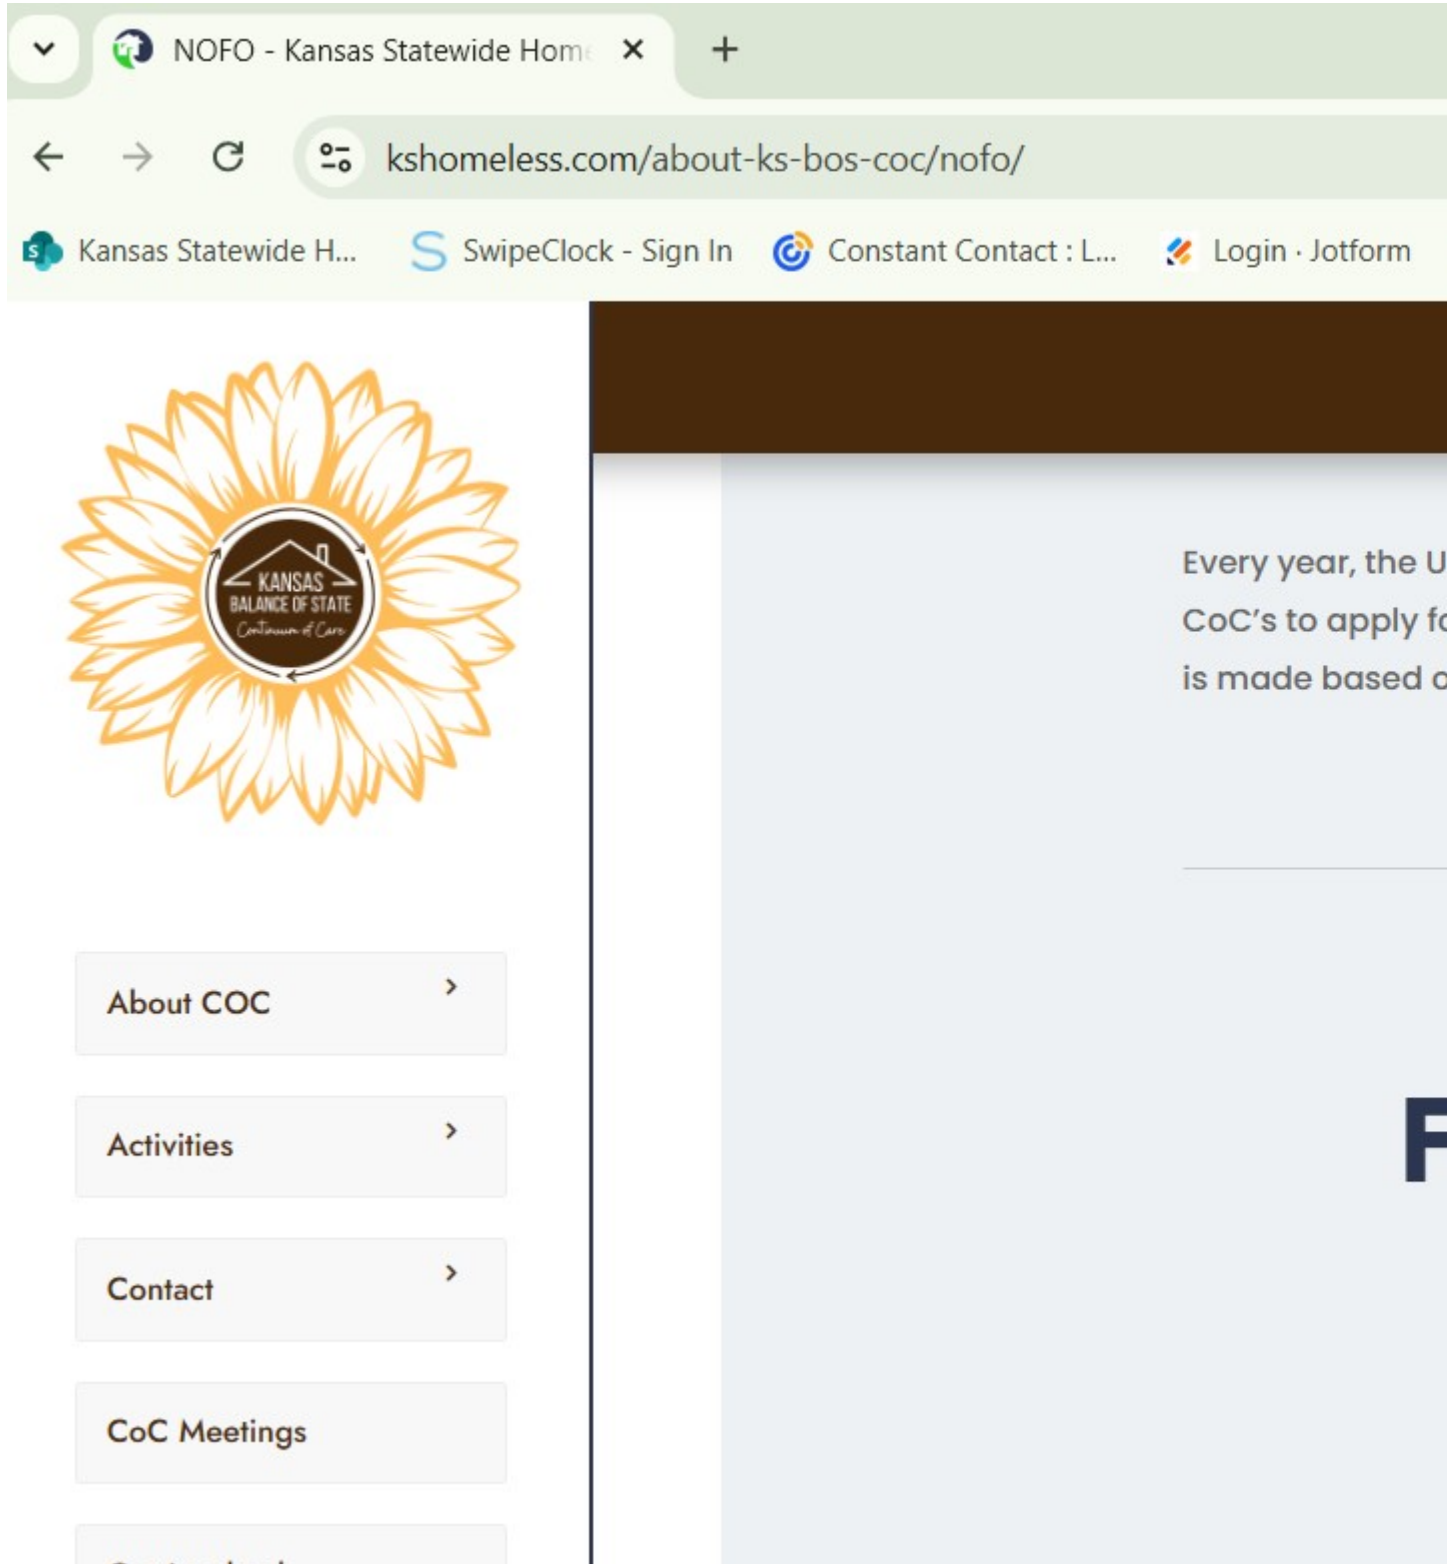 NOFO - Kansas Statewide Hom
kshomeless.com/about-ks-bos-coc/nofo/
Kansas Statewide H...
SwipeClock - Sign In
Constant Contact : L...
Login · Jotform
KANSAS
BALANCE OF STATE
Continuum of Care
Every year, the U
CoC's to apply fo
is made based o
About COC
Activities
Contact
CoC Meetings
F